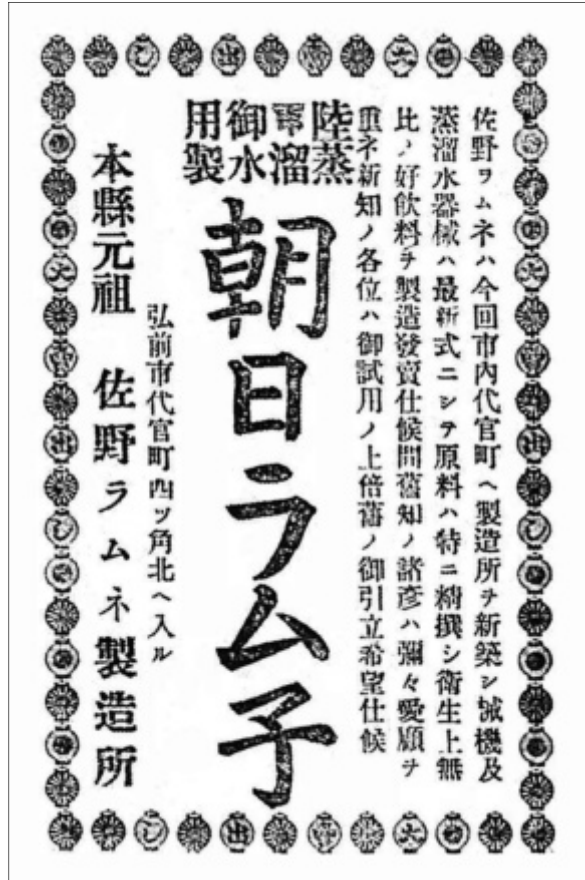 佐野ラムネハ今回市内代官町ヘ製造所ヲ新築シ誠機及
蒸溜水器械ハ最新式ニシテ原料ハ特ニ精撰シ衛生上無
比ノ好飲料ヲ製造發賣仕候間舊知ノ諸彦ハ彌々愛顧ヲ
重ネ新知ノ各位ハ御試用ノ上倍舊ノ御引立希望仕候
陸軍御用
蒸溜水製
朝日ラム子
弘前市代官町四ツ角北ヘ入ル
本縣元祖 佐野ラムネ製造所